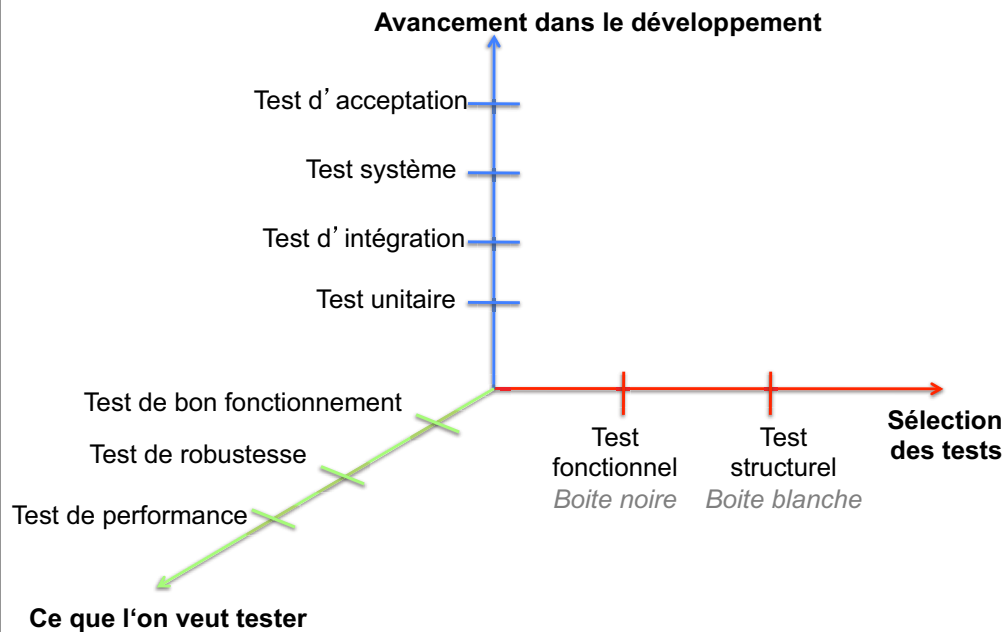 Avancement dans le développement
Test d’acceptation
Test système
Test d’intégration
Test unitaire
Test de bon fonctionnement
Test de robustesse
Test de performance
Ce que l‘on veut tester
Test
fonctionnel
Boite noire
Test
structurel
Boite blanche
Sélection
des tests